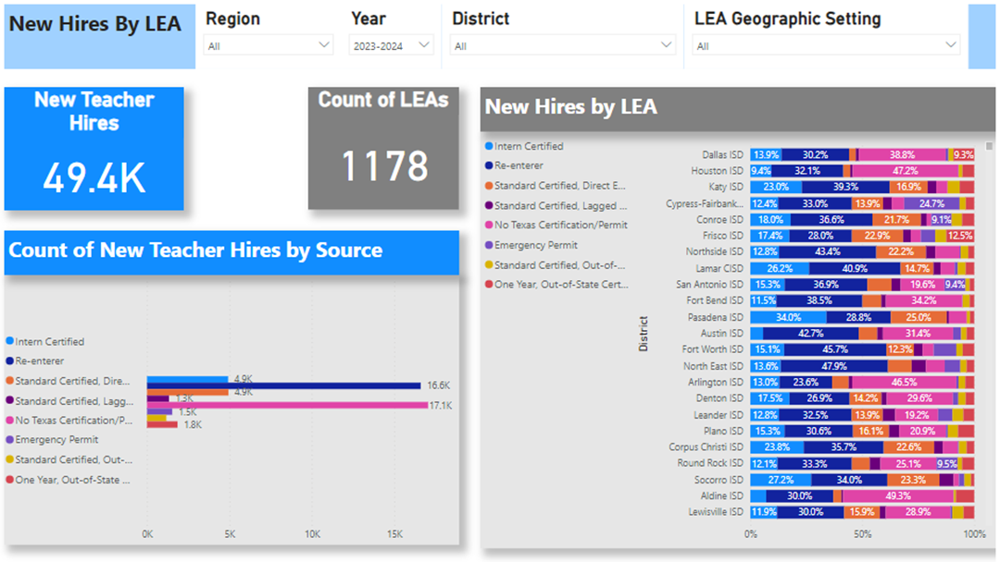 New Hires By LEA
Region
All
Year
2023-2024
District
All
LEA Geographic Setting
All
New Teacher
Hires
49.4K
Count of LEAs
1178
Count of New Teacher Hires by Source
Intern Certified
Re-enterer
Standard Certified, Dire...
Standard Certified, Lagg...
No Texas Certification/P...
Emergency Permit
Standard Certified, Out-...
One Year, Out-of-State ...
4.9K
16.6K
4.9K
1.3K
17.1K
1.5K
1.8K
0K 5K 10K 15K
New Hires by LEA
Intern Certified
Re-enterer
Standard Certified, Direct E...
Standard Certified, Lagged ...
No Texas Certification/Permit
Emergency Permit
Standard Certified, Out-of-...
One Year, Out-of-State Cert...
District
Dallas ISD 13.9% 30.2% 38.8% 9.3%
Houston ISD 9.4% 32.1% 47.2%
Katy ISD 23.0% 39.3% 16.9%
Cypress-Fairbank... 12.4% 33.0% 13.9% 24.7%
Conroe ISD 18.0% 36.6% 21.7% 9.1%
Frisco ISD 17.4% 28.0% 22.9% 12.5%
Northside ISD 12.8% 43.4% 22.2%
Lamar CISD 26.2% 40.9% 14.7%
San Antonio ISD 15.3% 36.9% 19.6% 9.4%
Fort Bend ISD 11.5% 38.5% 34.2%
Pasadena ISD 34.0% 28.8% 25.0%
Austin ISD 42.7% 31.4%
Fort Worth ISD 15.1% 45.7% 12.3%
North East ISD 13.6% 47.9%
Arlington ISD 13.0% 23.6% 46.5%
Denton ISD 17.5% 26.9% 14.2% 29.6%
Leander ISD 12.8% 32.5% 13.9% 19.2%
Plano ISD 15.3% 30.6% 16.1% 20.9%
Corpus Christi ISD 23.8% 35.7% 22.6%
Round Rock ISD 12.1% 33.3% 25.1% 9.5%
Socorro ISD 27.2% 34.0% 23.3%
Aldine ISD 30.0% 49.3%
Lewisville ISD 11.9% 30.0% 15.9% 28.9%
0% 50% 100%